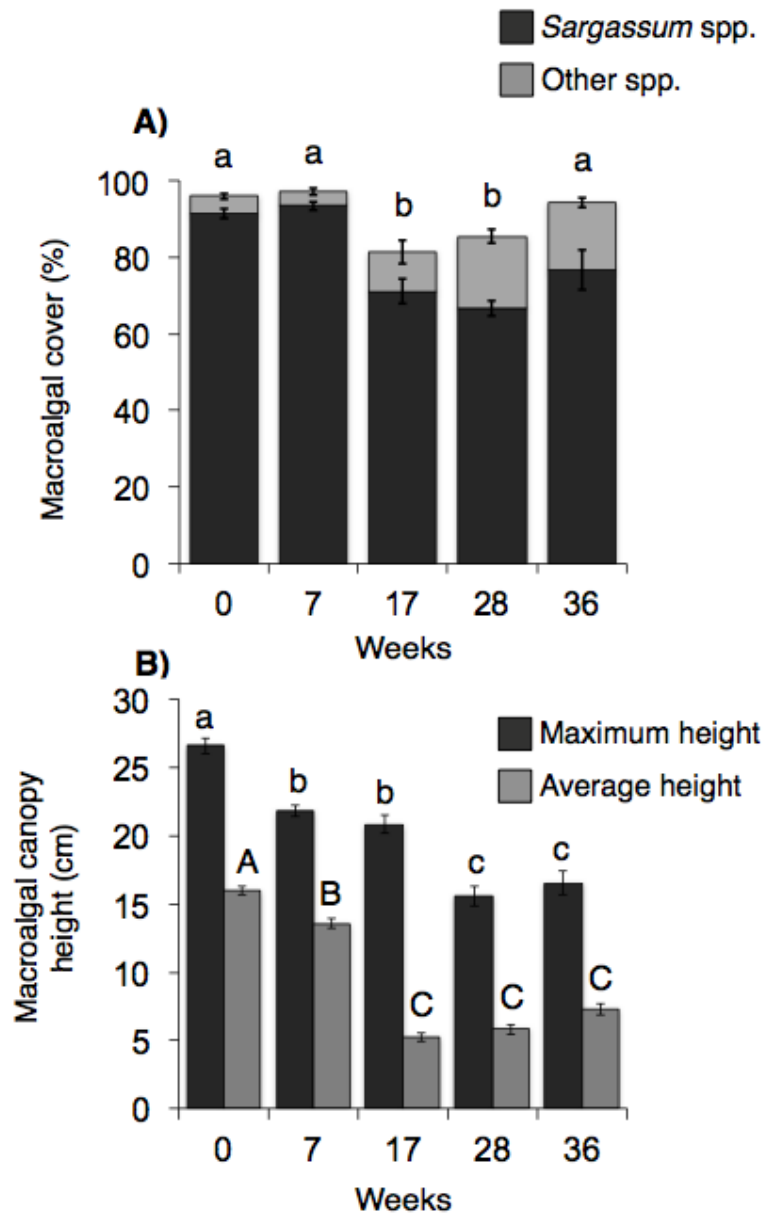 Sargassum spp.
Other spp.
A)
a a b b a
100
80
60
40
20
0
Macroalgal cover (%)
0 7 17 28 36
Weeks
B)
Maximum height
Average height
30
25
20
15
10
5
0
Macroalgal canopy
height (cm)
a b b c c
A B C C C
0 7 17 28 36
Weeks